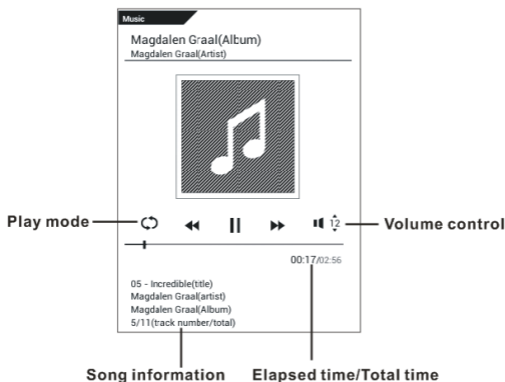 Music
Magdalen Graal(Album)
Magdalen Graal(Artist)
Play mode
12
Volume control
00:17/02:56
05 - Incredible(title)
Magdalen Graal(artist)
Magdalen Graal(Album)
5/11(track number/total)
Song information
Elapsed time/Total time